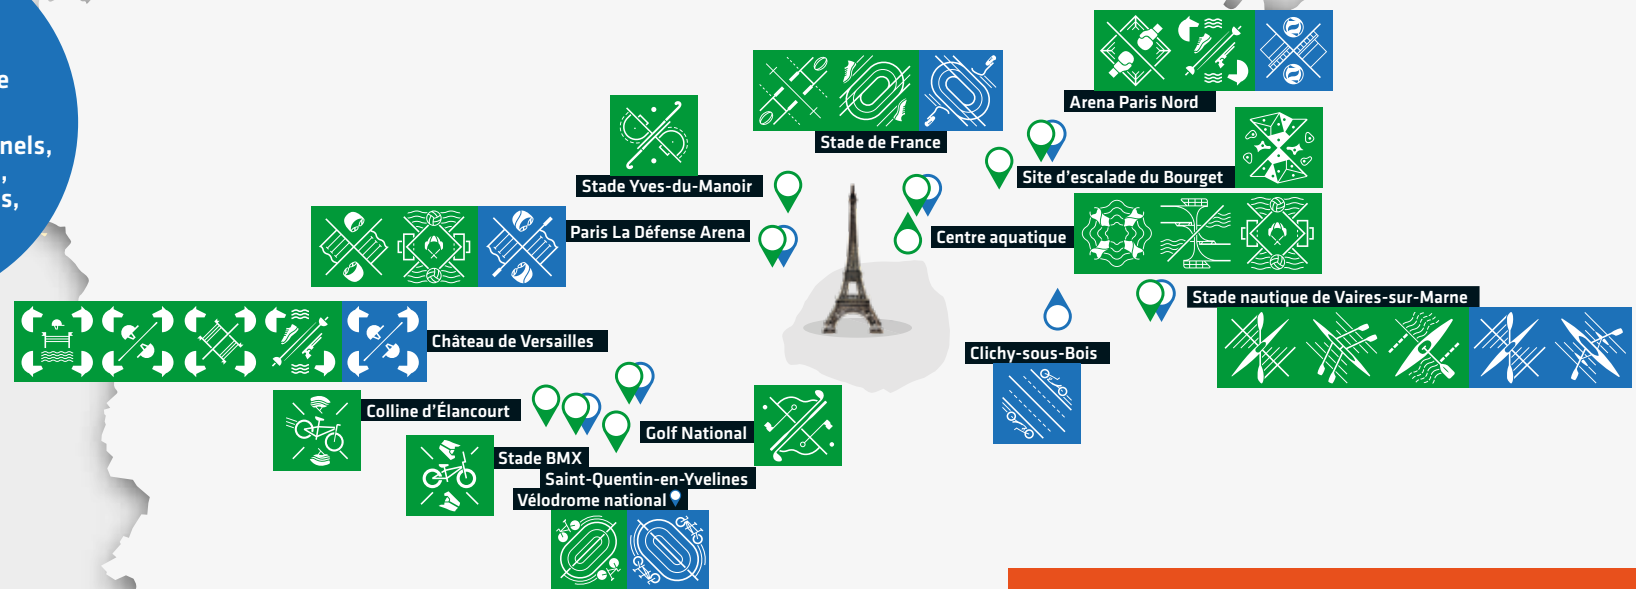 e
nels,
,
s,
Arena Paris Nord
Stade de France
Site d'escalade du Bourget
Stade Yves-du-Manoir
Paris La Défense Arena
Centre aquatique
Stade nautique de Vaires-sur-Marne
Château de Versailles
Clichy-sous-Bois
Colline d'Élancourt
Golf National
Stade BMX
Saint-Quentin-en-Yvelines
Vélodrome national